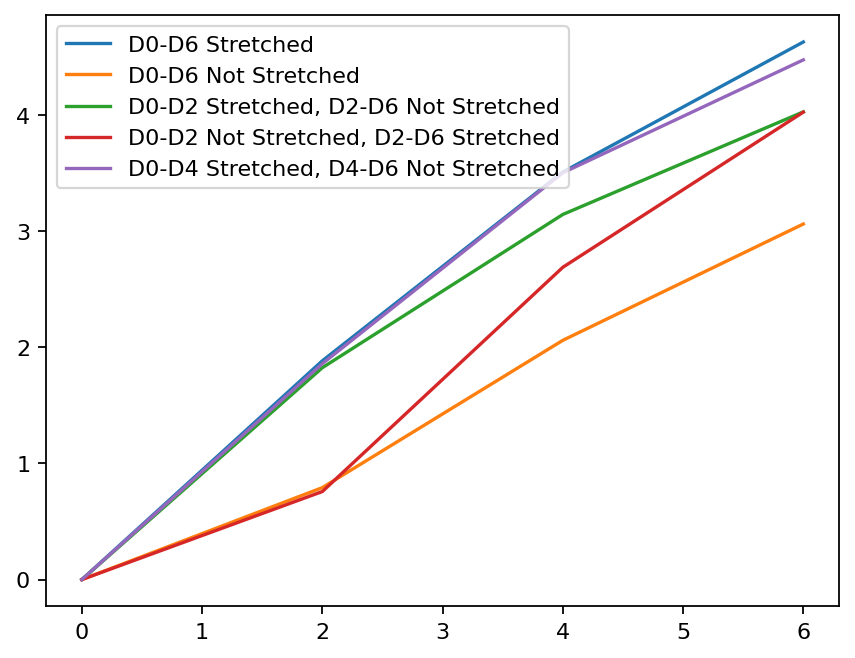 D0-D6 Stretched
D0-D6 Not Stretched
D0-D2 Stretched, D2-D6 Not Stretched
D0-D2 Not Stretched, D2-D6 Stretched
D0-D4 Stretched, D4-D6 Not Stretched
4
3
2
1
0
0 1 2 3 4 5 6